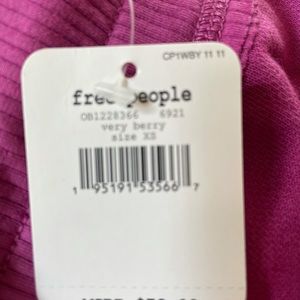 CP1WBY 11 11
free people
OB1228366 6921
very berry
size XS
1 95191 53566 7